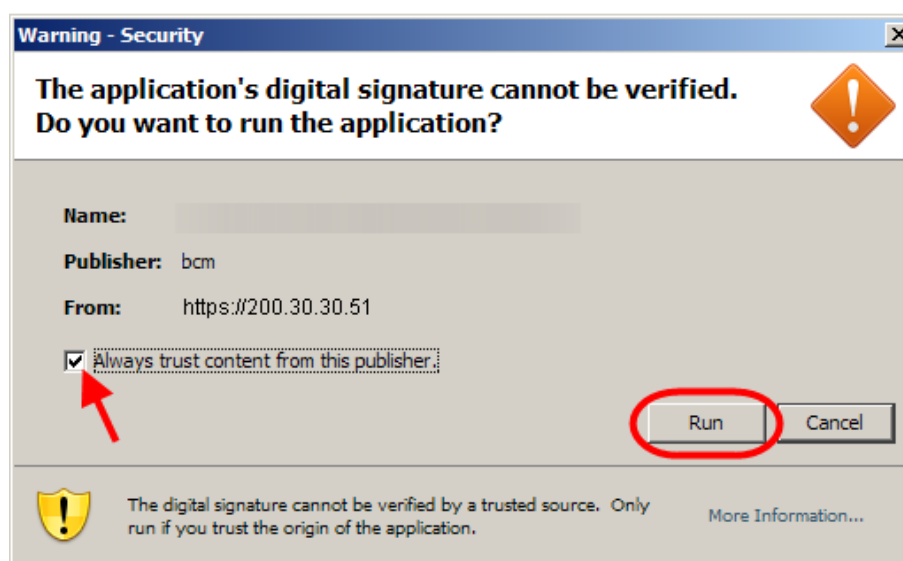 Warning - Security
The application's digital signature cannot be verified.
Do you want to run the application?
Name:
Publisher: bcm
From: https://200.30.30.51
Always trust content from this publisher.
Run Cancel
The digital signature cannot be verified by a trusted source. Only
run if you trust the origin of the application.
More Information...